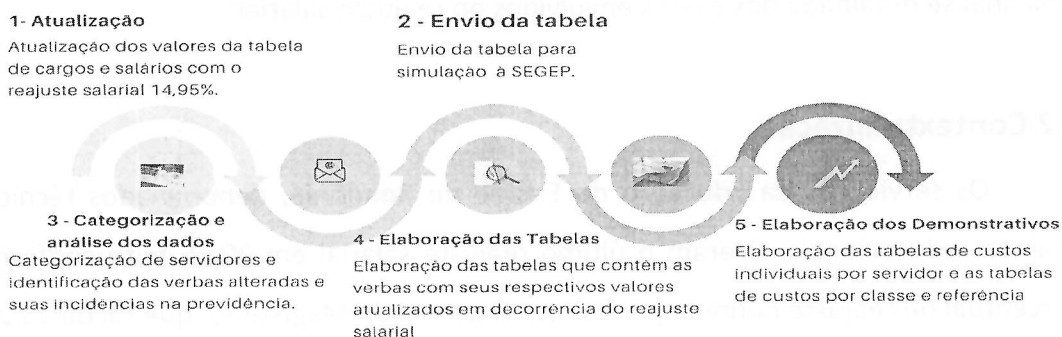 1- Atualização
Atualização dos valores da tabela
de cargos e salários com o
reajuste salarial 14,95%.
2 - Envio da tabela
Envio da tabela para
simulação à SEGEP.
3 - Categorização e
análise dos dados
Categorização de servidores e
identificação das verbas alteradas e
suas incidências na previdência.
4 - Elaboração das Tabelas
Elaboração das tabelas que contêm as
verbas com seus respectivos valores
atualizados em decorrência do reajuste
salarial
5 - Elaboração dos Demonstrativos
Elaboração das tabelas de custos
individuais por servidor e as tabelas
de custos por classe e referência